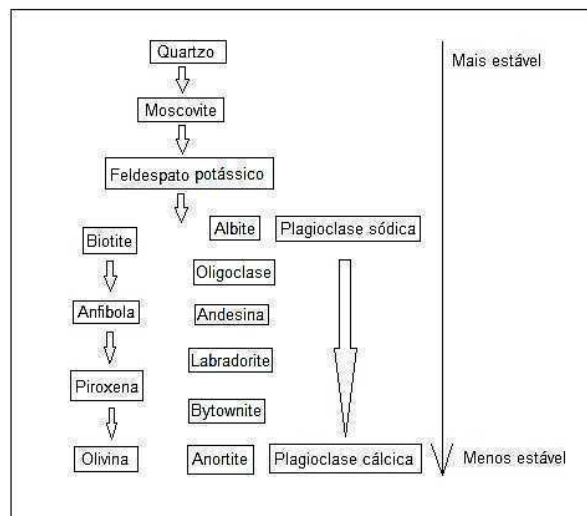 Quartzo
Mais estável
Moscovite
Feldespato potássico
Albite
Plagioclase sódica
Biotite
Oligoclase
Anfibola
Andesina
Labradorite
Piroxena
Bytownite
Olivina
Anortite
Plagioclase cálcica
Menos estável